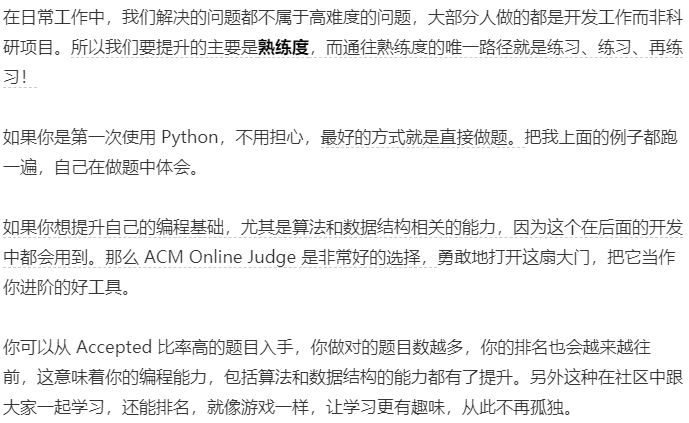 在日常工作中，我们解决的问题都不属于高难度的问题，大部分人做的都是开发工作而非科
研项目。所以我们要提升的主要是熟练度，而通往熟练度的唯一路径就是练习、练习、再练
习！
如果你是第一次使用 Python，不用担心，最好的方式就是直接做题。把我上面的例子都跑
一遍，自己在做题中体会。
如果你想提升自己的编程基础，尤其是算法和数据结构相关的能力，因为这个在后面的开发
中都会用到。那么 ACM Online Judge 是非常好的选择，勇敢地打开这扇大门，把它当作
你进阶的好工具。
你可以从 Accepted 比率高的题目入手，你做对的题目数越多，你的排名也会越来越往
前，这意味着你的编程能力，包括算法和数据结构的能力都有了提升。另外这种在社区中跟
大家一起学习，还能排名，就像游戏一样，让学习更有趣味，从此不再孤独。